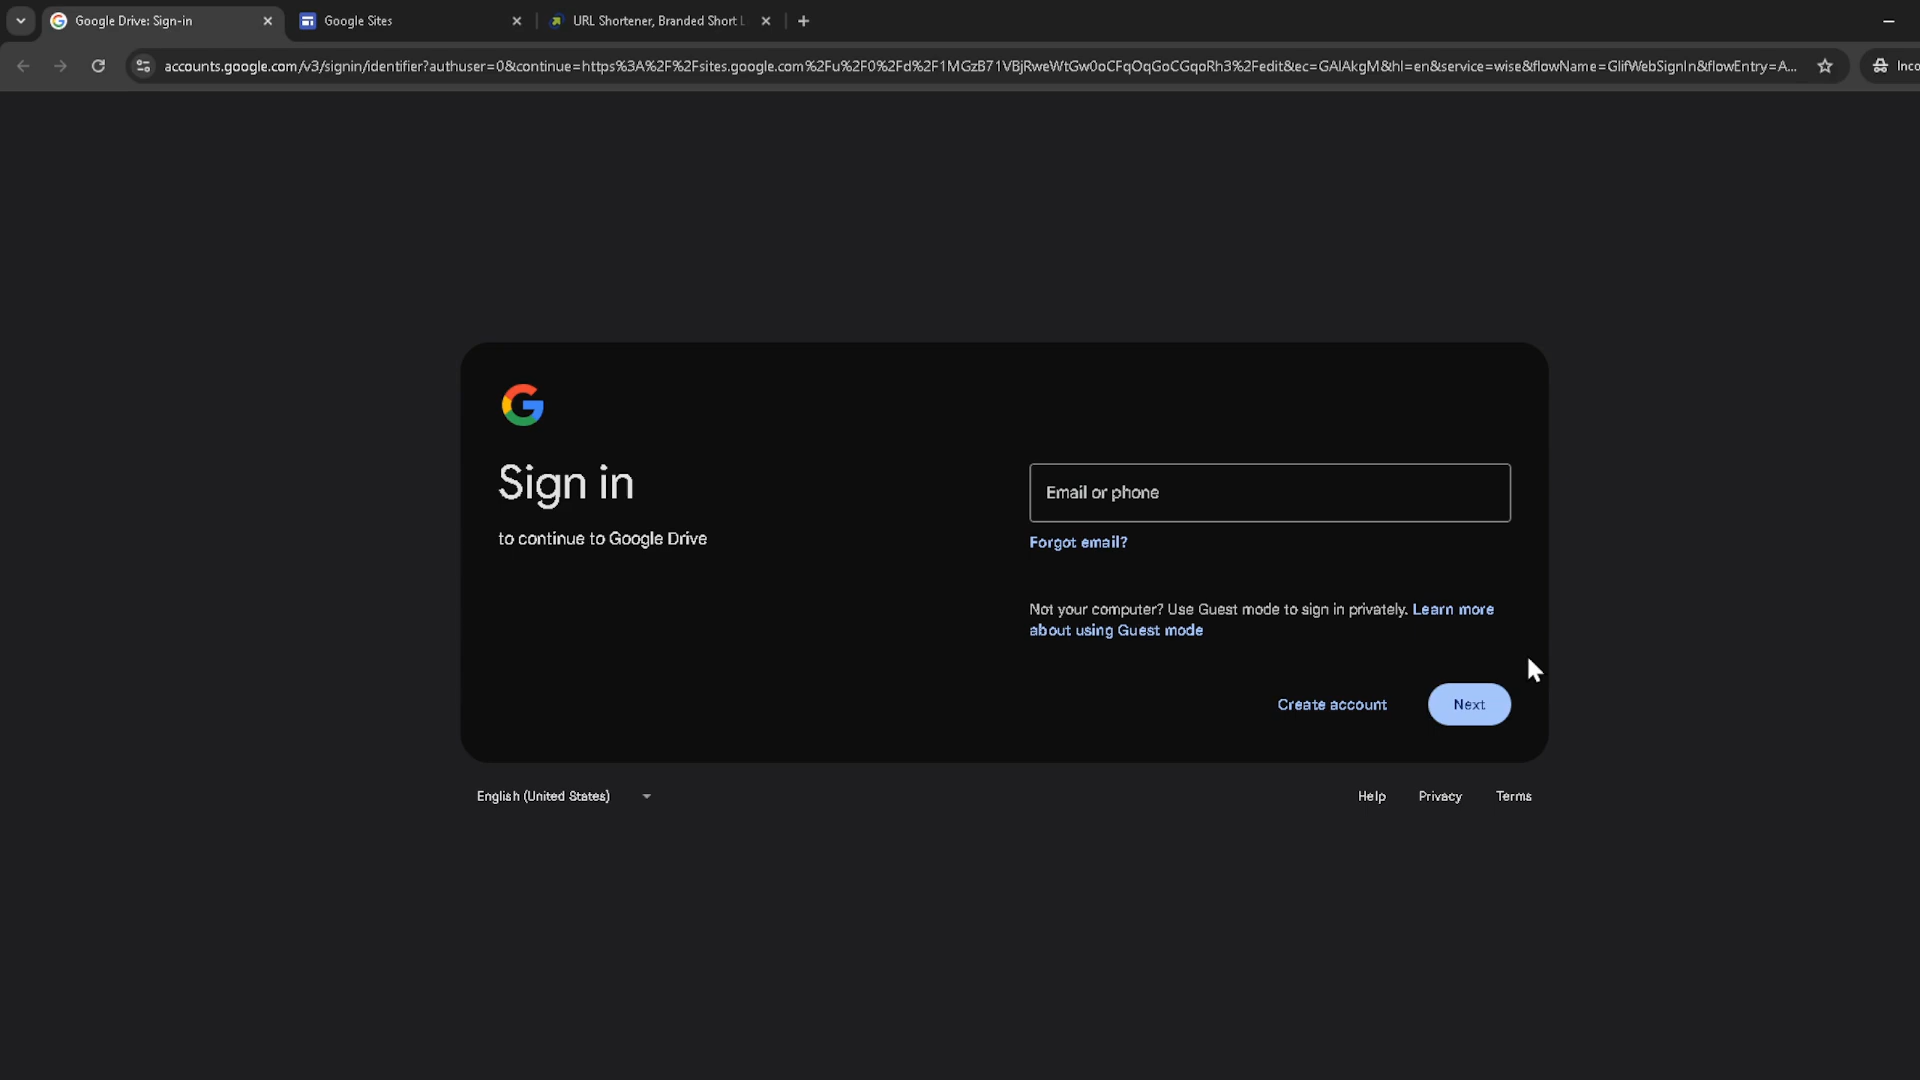 Google Drive: Sign-in
Google Sites
URL Shortener, Branded Short L
accounts.google.com/v3/signin/identifier?authuser=0&continue=https%3A%2F%2Fsites.google.com%2Fu%2F0%2Fd%2F1MGzB71VBjRweWtGw0oCFqOqGoCGqoRh3%2Fedit&ec=GAlAkgM&hl=en&service=wise&flowName=GlifWebSignIn&flowEntry=A...
Inco
Sign in
to continue to Google Drive
Email or phone
Forgot email?
Not your computer? Use Guest mode to sign in privately. Learn more
about using Guest mode
Create account
Next
English (United States)
Help
Privacy
Terms